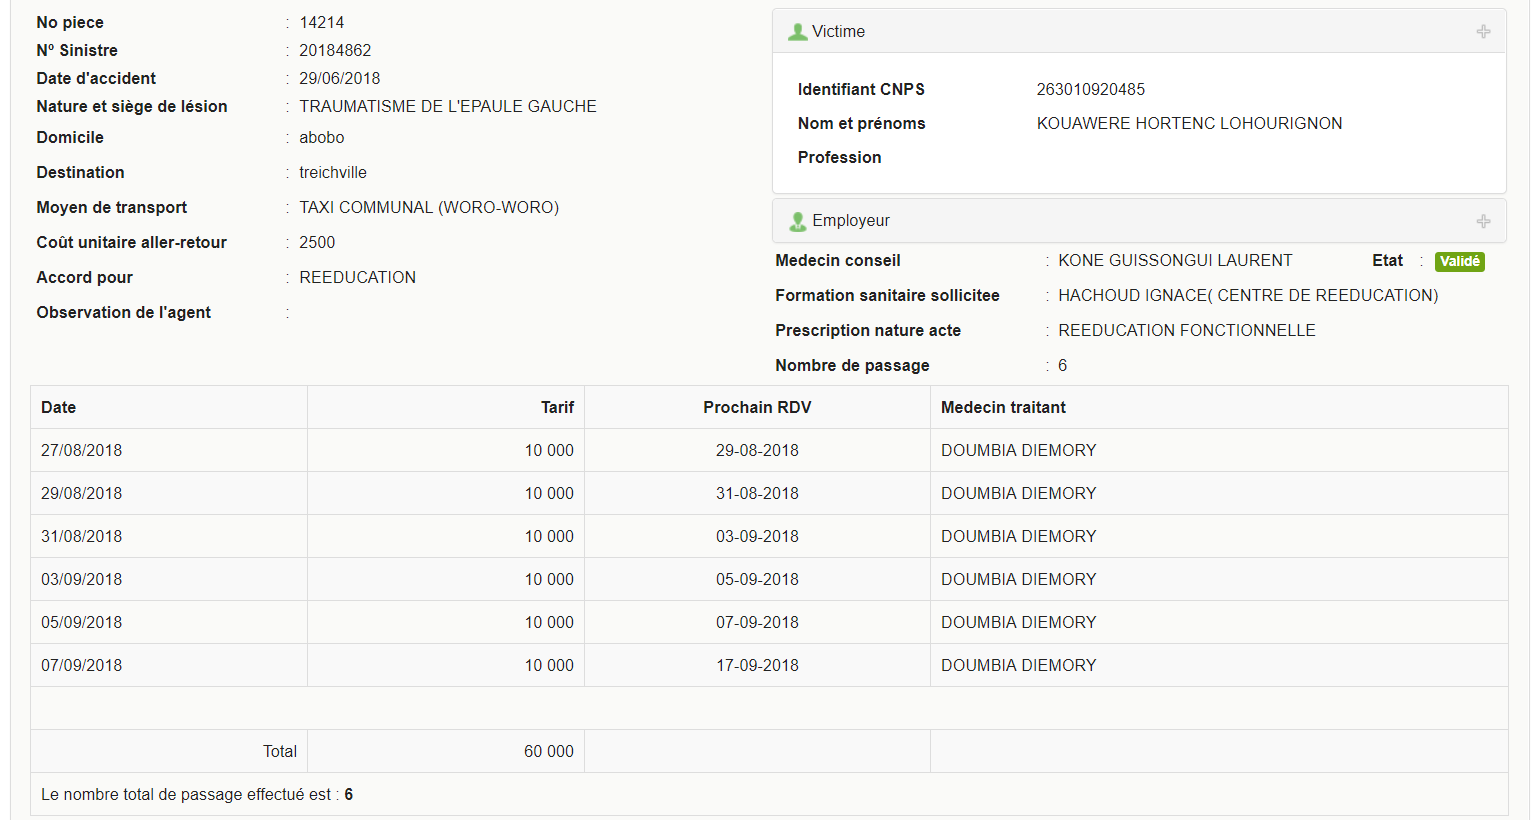 No piece : 14214
Nº Sinistre : 20184862
Date d'accident : 29/06/2018
Nature et siège de lésion : TRAUMATISME DE L'EPAULE GAUCHE
Domicile : abobo
Destination : treichville
Moyen de transport : TAXI COMMUNAL (WORO-WORO)
Coût unitaire aller-retour : 2500
Accord pour : REEDUCATION
Observation de l'agent :
Victime
Identifiant CNPS 263010920485
Nom et prénoms KOUAWERE HORTENC LOHOURIGNON
Profession
Employeur
Medecin conseil : KONE GUISSONGUI LAURENT Etat : Validé
Formation sanitaire sollicitee : HACHOUD IGNACE( CENTRE DE REEDUCATION)
Prescription nature acte : REEDUCATION FONCTIONNELLE
Nombre de passage : 6
Date Tarif Prochain RDV Medecin traitant
27/08/2018 10 000 29-08-2018 DOUMBIA DIEMORY
29/08/2018 10 000 31-08-2018 DOUMBIA DIEMORY
31/08/2018 10 000 03-09-2018 DOUMBIA DIEMORY
03/09/2018 10 000 05-09-2018 DOUMBIA DIEMORY
05/09/2018 10 000 07-09-2018 DOUMBIA DIEMORY
07/09/2018 10 000 17-09-2018 DOUMBIA DIEMORY
Total 60 000
Le nombre total de passage effectué est : 6